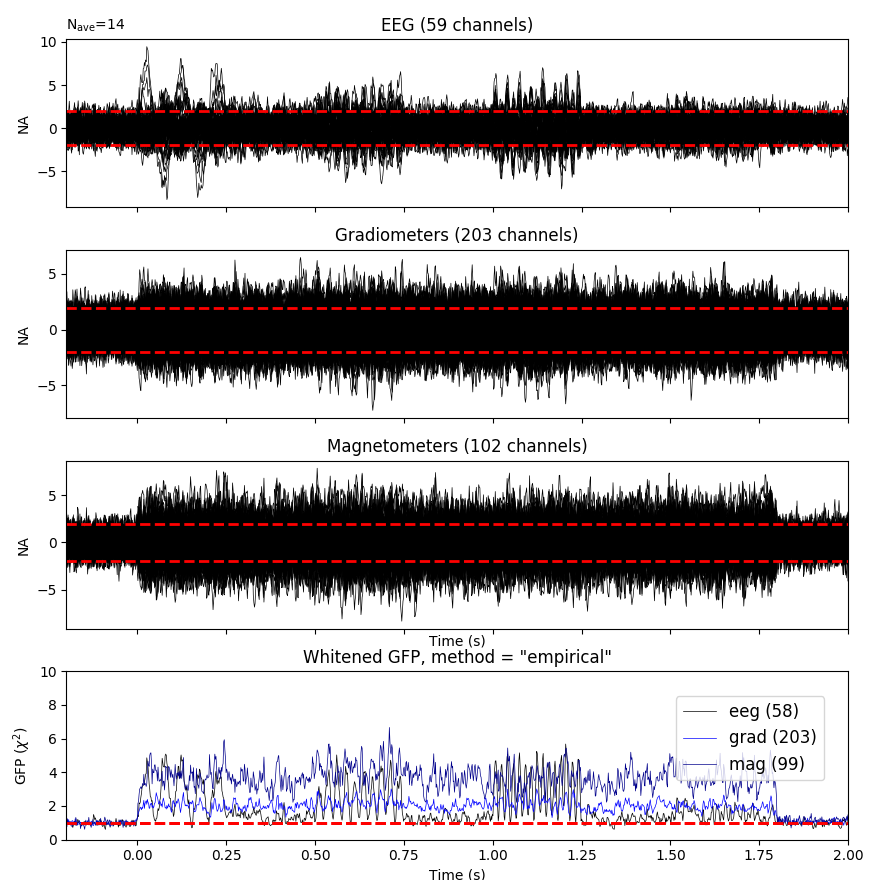 Nave=14
EEG (59 channels)
10
5
0
−5
NA
Gradiometers (203 channels)
5
0
−5
NA
Magnetometers (102 channels)
5
0
−5
NA
Time (s)
Whitened GFP, method = "empirical"
10
8
6
4
2
0
GFP (χ²)
eeg (58)
grad (203)
mag (99)
0.00 0.25 0.50 0.75 1.00 1.25 1.50 1.75 2.00
Time (s)